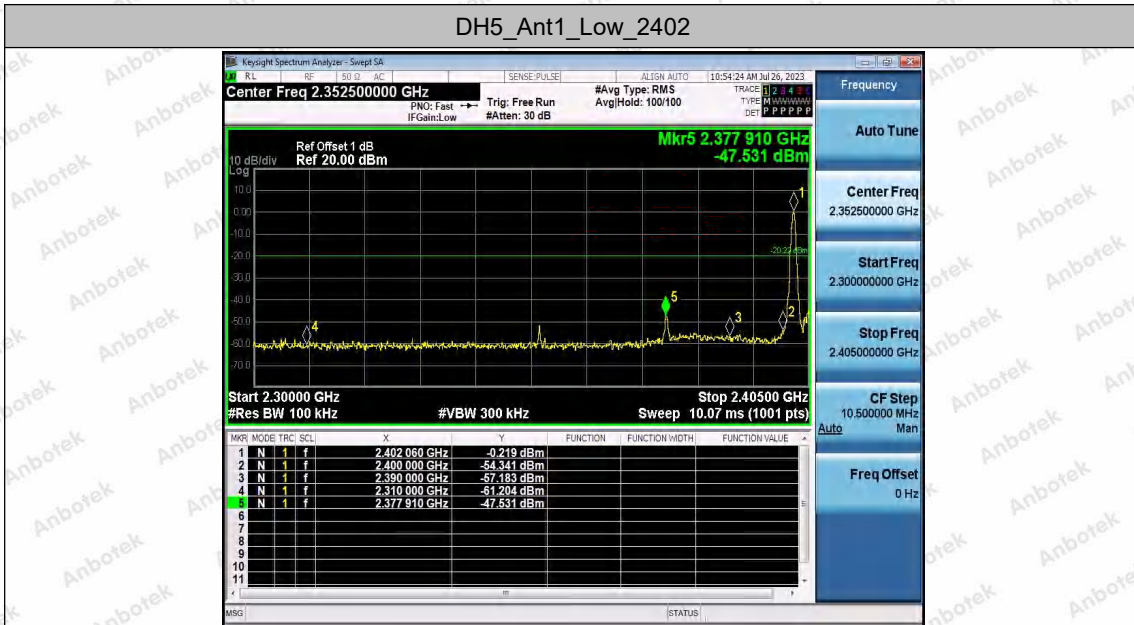 DH5_Ant1_Low_2402
Keysight Spectrum Analyzer - Swept SA
RL RF 50 Ω AC SENSE:PULSE ALIGN AUTO 10:54:24 AM Jul 26, 2023
Center Freq 2.352500000 GHz
PNO: Fast
IFGain:Low
Trig: Free Run
#Atten: 30 dB
#Avg Type: RMS
Avg|Hold: 100/100
TRACE 1 2 3 4 5 6
TYPE M WWWWW
DET P P P P P P
Mkr5 2.377 910 GHz
-47.531 dBm
Ref Offset 1 dB
10 dB/div Ref 20.00 dBm
Log
10.0
0.00
-10.0
-20.0
-30.0
-40.0
-50.0
-60.0
-70.0
-20.22 dBm
1
2
3
4
5
Start 2.30000 GHz Stop 2.40500 GHz
#Res BW 100 kHz #VBW 300 kHz Sweep 10.07 ms (1001 pts)
MKR MODE TRC SCL X Y FUNCTION FUNCTION WIDTH FUNCTION VALUE
1 N 1 f 2.402 060 GHz -0.219 dBm
2 N 1 f 2.400 000 GHz -54.341 dBm
3 N 1 f 2.390 000 GHz -57.183 dBm
4 N 1 f 2.310 000 GHz -61.204 dBm
5 N 1 f 2.377 910 GHz -47.531 dBm
6
7
8
9
10
11
MSG STATUS
Frequency
Auto Tune
Center Freq
2.352500000 GHz
Start Freq
2.300000000 GHz
Stop Freq
2.405000000 GHz
CF Step
10.500000 MHz
Auto Man
Freq Offset
0 Hz
Anbotek